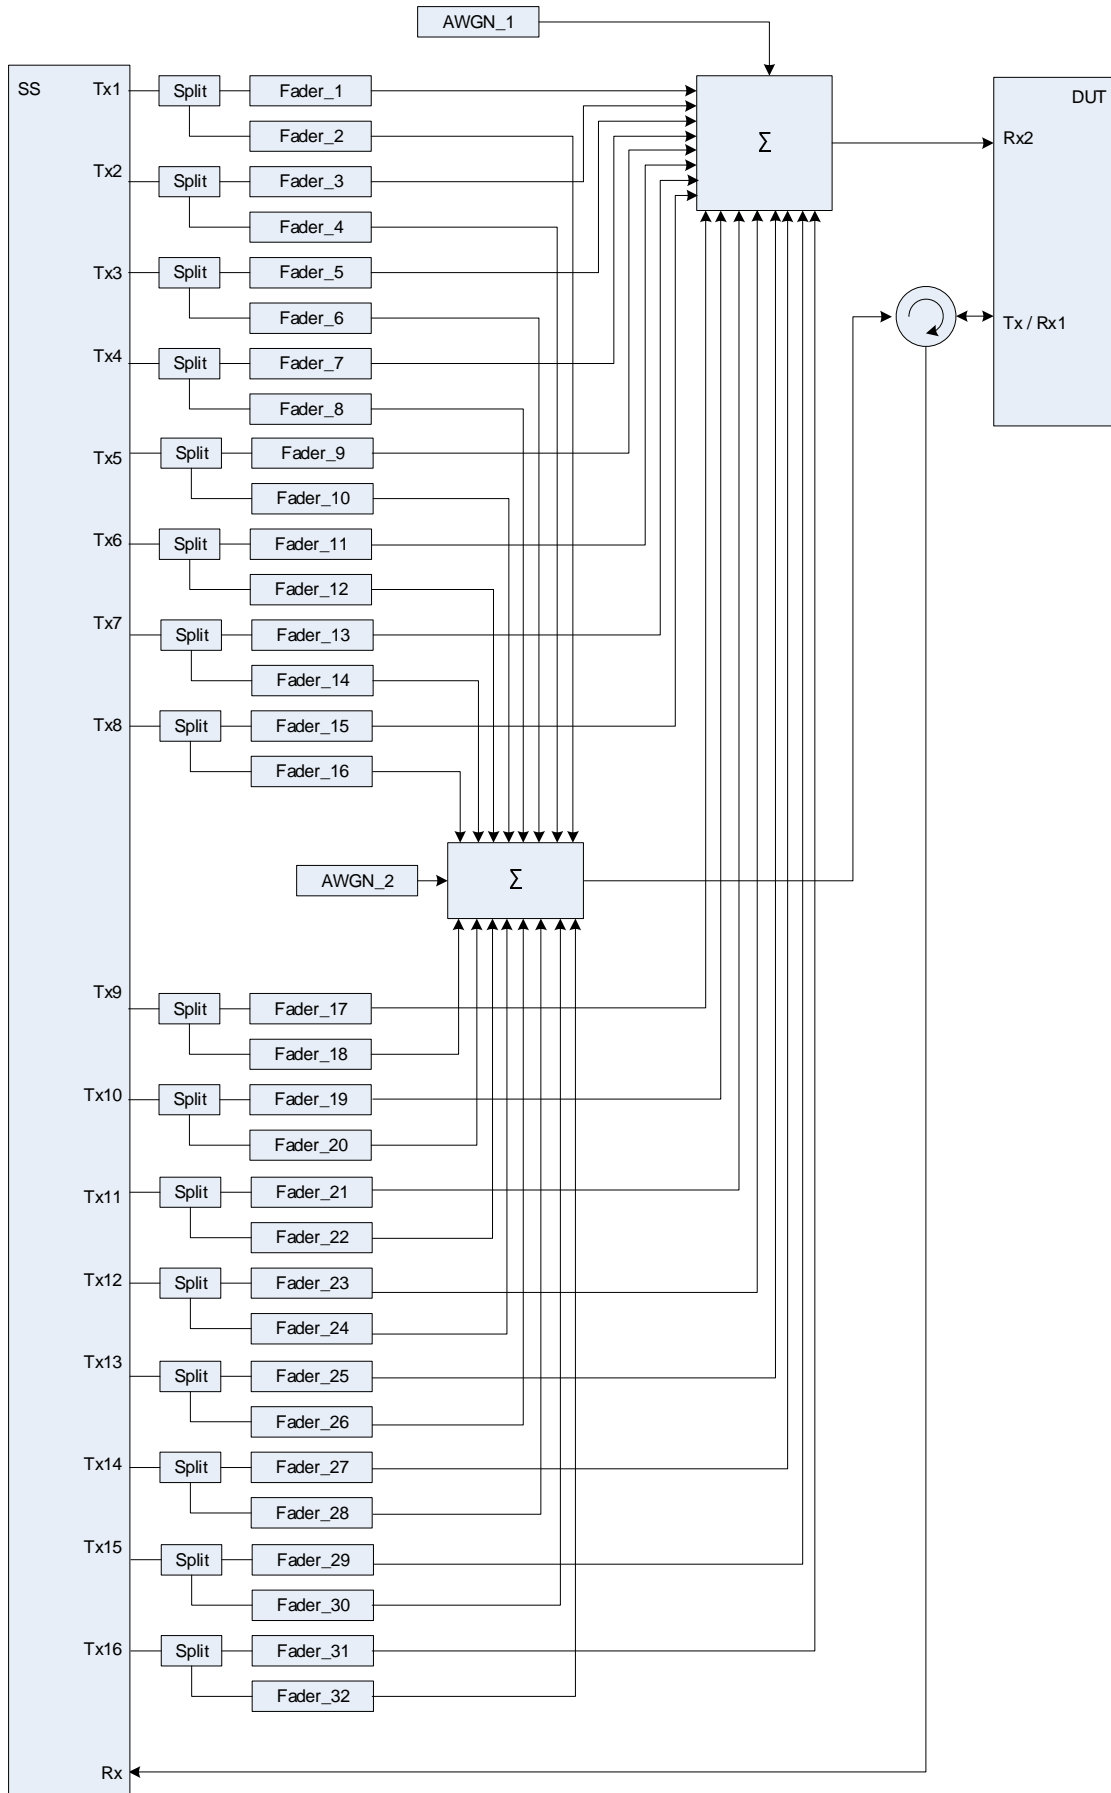 AWGN_1
SS
Tx1
Split
Fader_1
Σ
DUT
Fader_2
Rx2
Tx2
Split
Fader_3
Fader_4
Tx3
Split
Fader_5
Fader_6
Tx / Rx1
Tx4
Split
Fader_7
Fader_8
Tx5
Split
Fader_9
Fader_10
Tx6
Split
Fader_11
Fader_12
Tx7
Split
Fader_13
Fader_14
Tx8
Split
Fader_15
Fader_16
AWGN_2
Σ
Tx9
Split
Fader_17
Fader_18
Tx10
Split
Fader_19
Fader_20
Tx11
Split
Fader_21
Fader_22
Tx12
Split
Fader_23
Fader_24
Tx13
Split
Fader_25
Fader_26
Tx14
Split
Fader_27
Fader_28
Tx15
Split
Fader_29
Fader_30
Tx16
Split
Fader_31
Fader_32
Rx